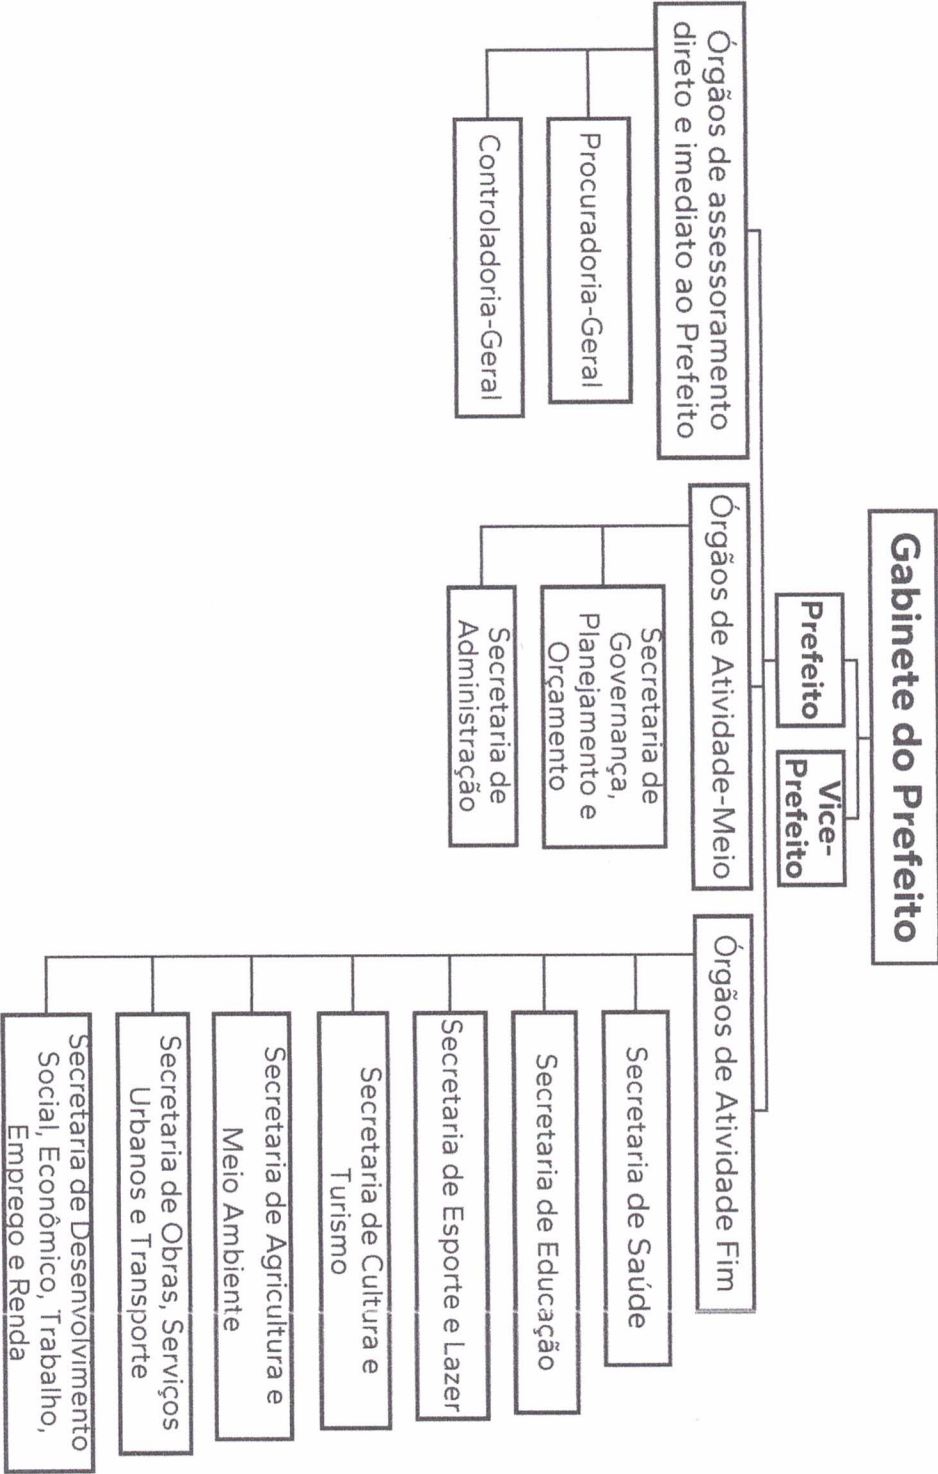 Gabinete do Prefeito
Prefeito
Vice-
Prefeito
Órgãos de assessoramento
direto e imediato ao Prefeito
Procuradoria-Geral
Controladoria-Geral
Órgãos de Atividade-Meio
Secretaria de
Governança,
Planejamento e
Orçamento
Secretaria de
Administração
Órgãos de Atividade Fim
Secretaria de Saúde
Secretaria de Educação
Secretaria de Esporte e Lazer
Secretaria de Cultura e
Turismo
Secretaria de Agricultura e
Meio Ambiente
Secretaria de Obras, Serviços
Urbanos e Transporte
Secretaria de Desenvolvimento
Social, Econômico, Trabalho,
Emprego e Renda